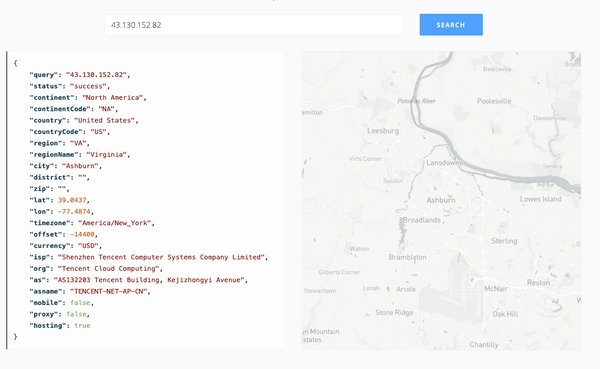 43.130.152.82
SEARCH
{
"query": "43.130.152.82",
"status": "success",
"continent": "North America",
"continentCode": "NA",
"country": "United States",
"countryCode": "US",
"region": "VA",
"regionName": "Virginia",
"city": "Ashburn",
"district": "",
"zip": "",
"lat": 39.0437,
"lon": -77.4874,
"timezone": "America/New_York",
"offset": -14400,
"currency": "USD",
"isp": "Shenzhen Tencent Computer Systems Company Limited",
"org": "Tencent Cloud Computing",
"as": "AS132203 Tencent Building, Kejizhongyi Avenue",
"asname": "TENCENT-NET-AP-CN",
"mobile": false,
"proxy": false,
"hosting": true
}
Beallsville
Boyds
Potomac River
Poolesville
amilton
Dawsonville
Leesburg
Virts Corner
Lansdowne
Seneca
Sycolin
Ashburn
Lowes Island
Broadlands
Sterling
Watson
Brambleton
Gilberts Corner
Stewartown
Lenah
Arcola
McNair
Reston
Stone Ridge
Oak Hill
n Mountain
states
Chantilly